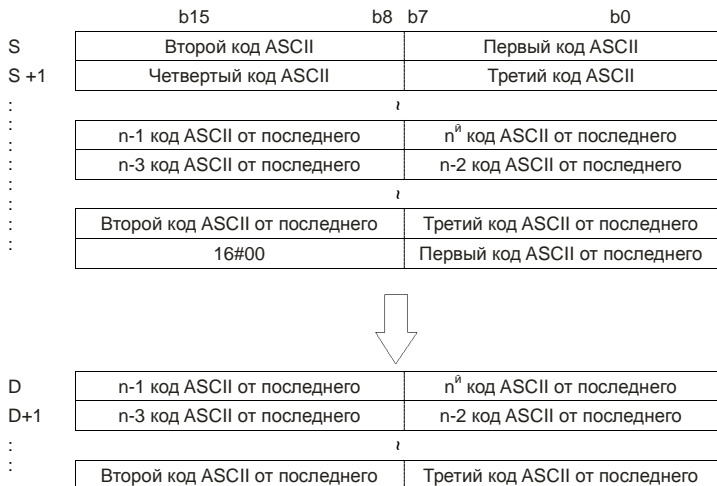 b15 b8 b7 b0
S Второй код ASCII Первый код ASCII
S +1 Четвертый код ASCII Третий код ASCII
: ~
: n-1 код ASCII от последнего nй код ASCII от последнего
: n-3 код ASCII от последнего n-2 код ASCII от последнего
: ~
: Второй код ASCII от последнего Третий код ASCII от последнего
: 16#00 Первый код ASCII от последнего
D n-1 код ASCII от последнего nй код ASCII от последнего
D+1 n-3 код ASCII от последнего n-2 код ASCII от последнего
: ~
: Второй код ASCII от последнего Третий код ASCII от последнего